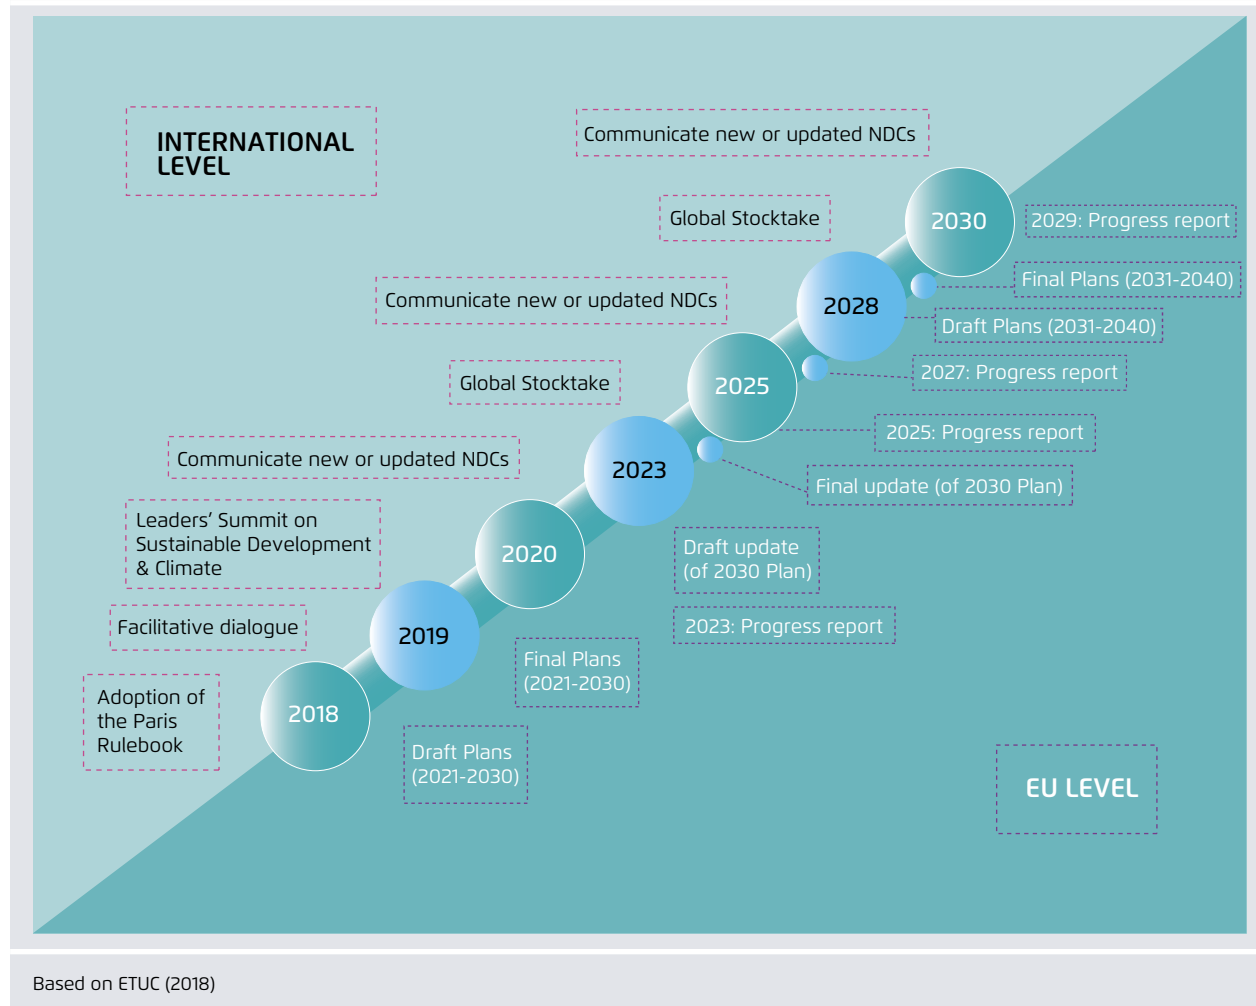 INTERNATIONAL
LEVEL
Communicate new or updated NDCs
Global Stocktake
Communicate new or updated NDCs
Global Stocktake
Communicate new or updated NDCs
Leaders’ Summit on
Sustainable Development
& Climate
Facilitative dialogue
Adoption of
the Paris
Rulebook
2030
2028
2025
2023
2020
2019
2018
2029: Progress report
Final Plans (2031-2040)
Draft Plans (2031-2040)
2027: Progress report
2025: Progress report
Final update (of 2030 Plan)
Draft update
(of 2030 Plan)
2023: Progress report
Final Plans
(2021-2030)
Draft Plans
(2021-2030)
EU LEVEL
Based on ETUC (2018)